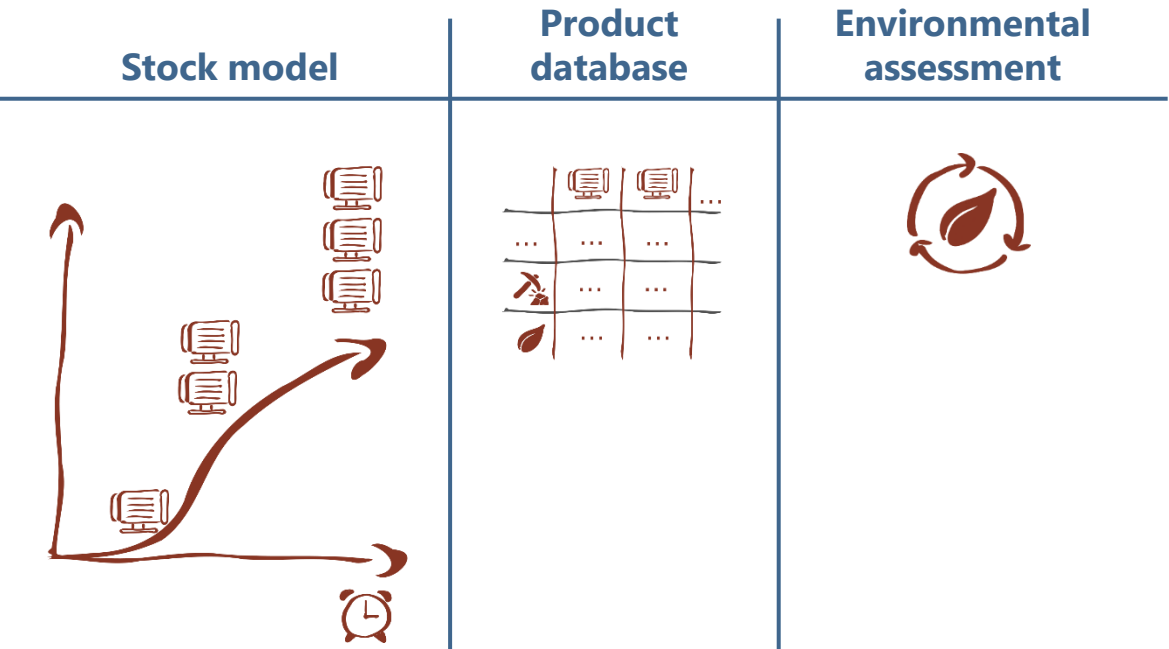 Stock model
Product
database
Environmental
assessment
...
... ... ...
... ...
... ...